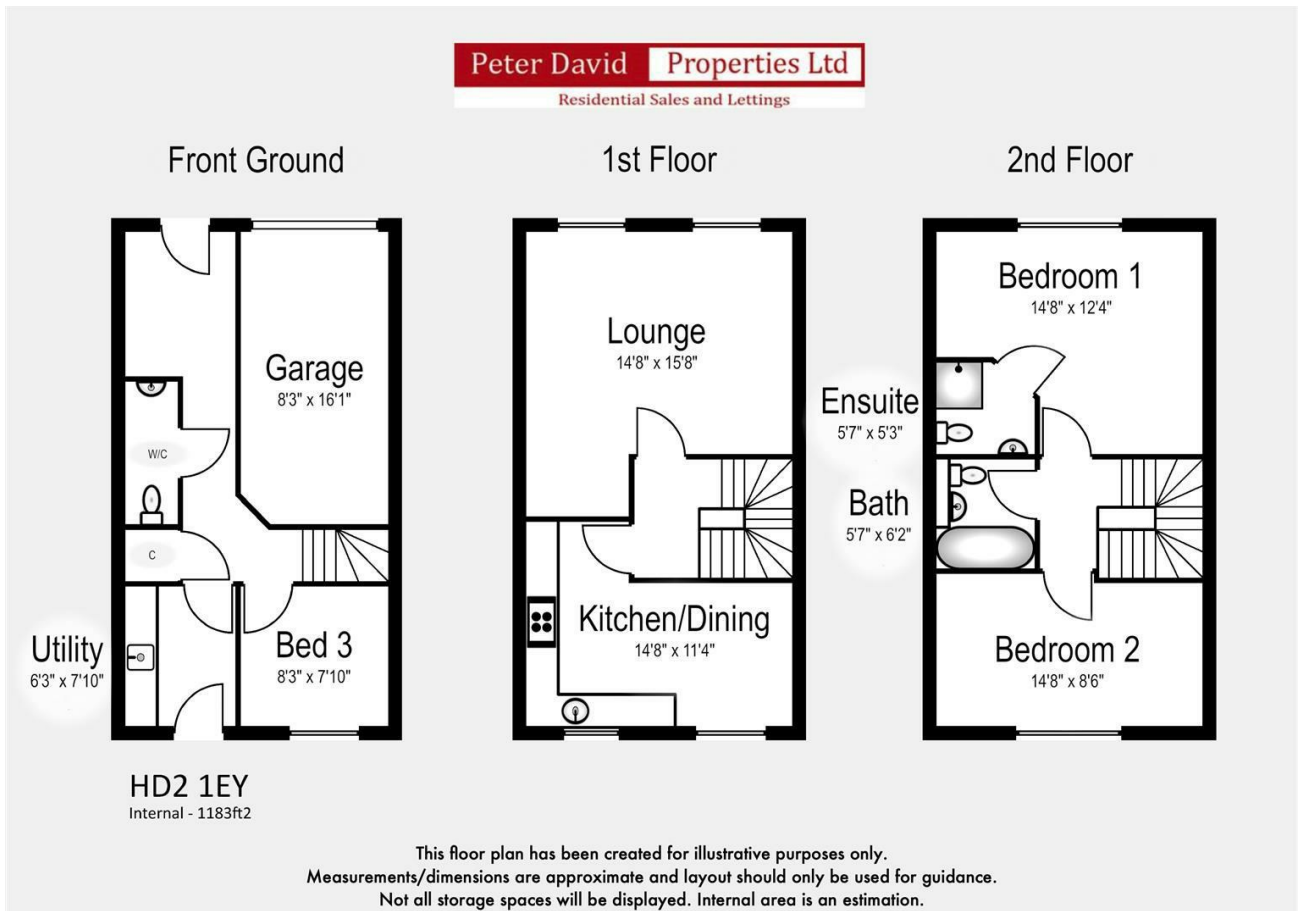 Peter David Properties Ltd
Residential Sales and Lettings
Front Ground
1st Floor
2nd Floor
Garage
8'3" x 16'1"
W/C
C
Utility
6'3" x 7'10"
Bed 3
8'3" x 7'10"
Lounge
14'8" x 15'8"
Kitchen/Dining
14'8" x 11'4"
Bedroom 1
14'8" x 12'4"
Ensuite
5'7" x 5'3"
Bath
5'7" x 6'2"
Bedroom 2
14'8" x 8'6"
HD2 1EY
Internal - 1183ft2
This floor plan has been created for illustrative purposes only.
Measurements/dimensions are approximate and layout should only be used for guidance.
Not all storage spaces will be displayed. Internal area is an estimation.